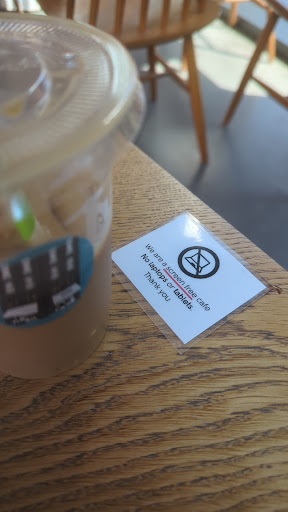 We are a screen free cafe
No laptops or tablets.
Thank you